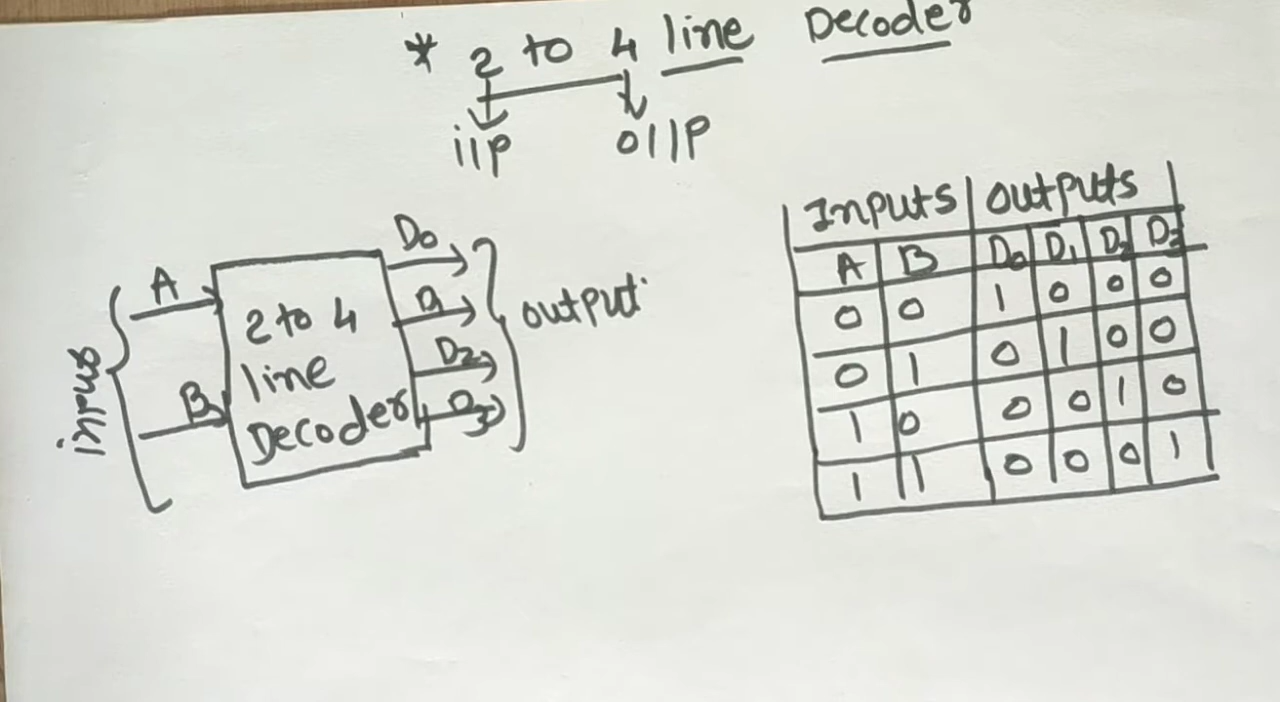 * 2 to 4 line Decoder
i/p o/p
inputs
A
B
2 to 4
line
Decoder
D0
D1
D2
D3
output
Inputs outputs
A B D0 D1 D2 D3
0 0 1 0 0 0
0 1 0 1 0 0
1 0 0 0 1 0
1 1 0 0 0 1